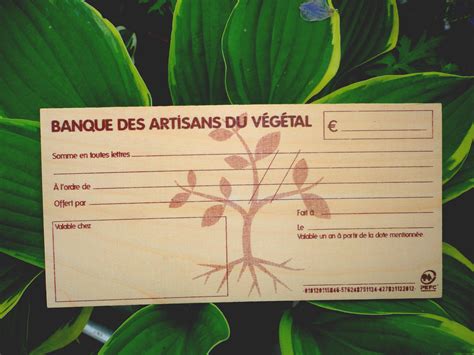 BANQUE DES ARTISANS DU VÉGÉTAL
€
Somme en toutes lettres
À l'ordre de
Offert par
Fait à
Valable chez
Le
Valable un an à partir de la date mentionnée
PEFC